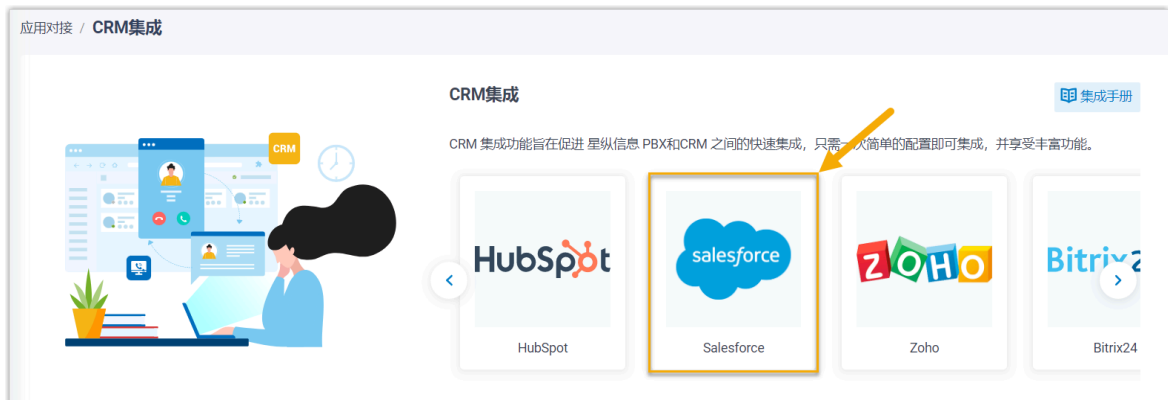 应用对接 / CRM集成
CRM集成
集成手册
CRM 集成功能旨在促进 星纵信息 PBX和CRM 之间的快速集成，只需一次简单的配置即可集成，并享受丰富功能。
CRM
HubSpot
salesforce
ZOHO
HubSpot
Salesforce
Zoho
Bitrix24